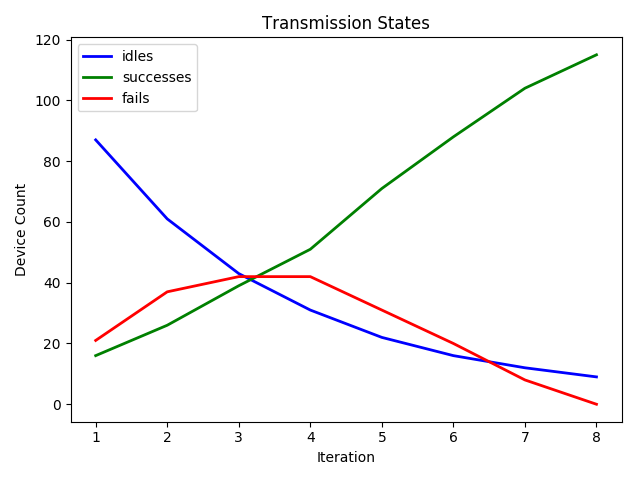 Transmission States
120
100
80
60
40
20
0
Device Count
idles
successes
fails
1 2 3 4 5 6 7 8
Iteration